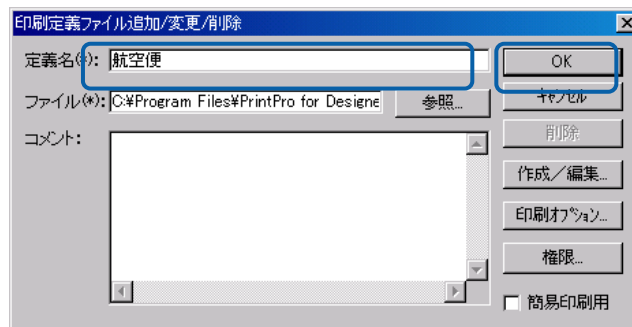 印刷定義ファイル追加/変更/削除
定義名(*): 航空便
OK
ファイル(*): C:¥Program Files¥PrintPro for Designe
参照...
キャンセル
コメント:
削除
作成／編集...
印刷オプション...
権限...
簡易印刷用